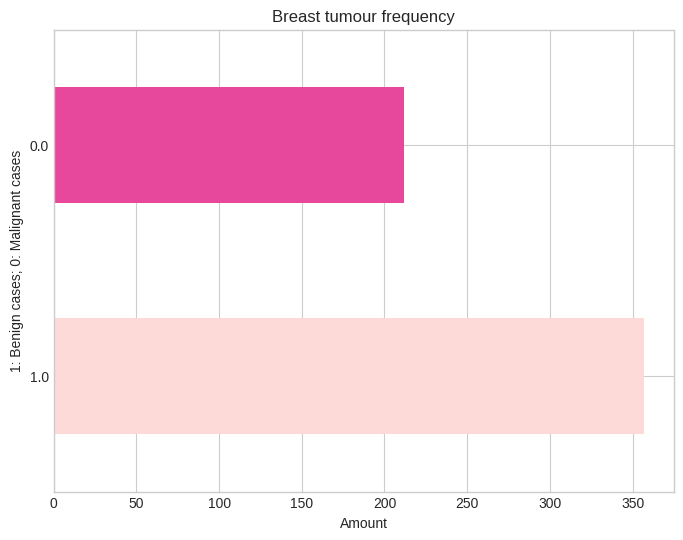 Breast tumour frequency
1: Benign cases; 0: Malignant cases
0.0
1.0
0 50 100 150 200 250 300 350
Amount